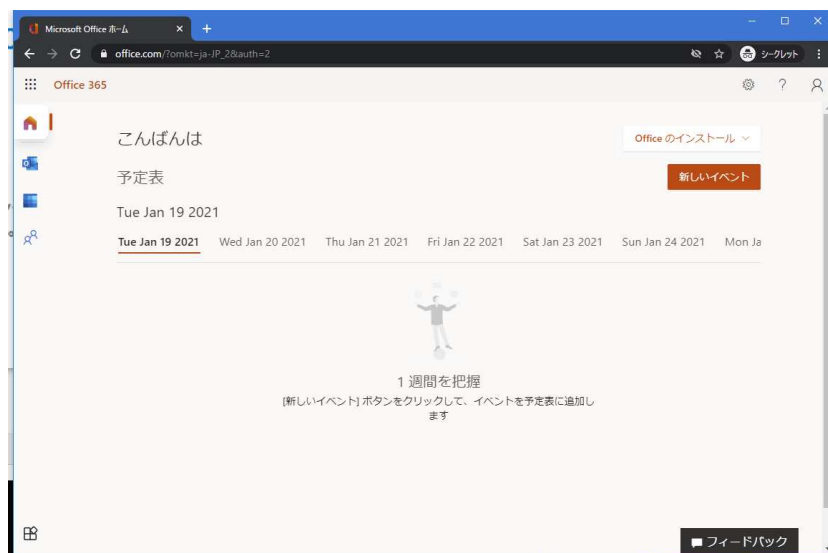 Microsoft Office ホーム
office.com/?omkt=ja-JP_2&auth=2
シークレット
Office 365
こんばんは
Office のインストール
予定表
新しいイベント
Tue Jan 19 2021
Tue Jan 19 2021 Wed Jan 20 2021 Thu Jan 21 2021 Fri Jan 22 2021 Sat Jan 23 2021 Sun Jan 24 2021 Mon Ja
1 週間を把握
[新しいイベント] ボタンをクリックして、イベントを予定表に追加し
ます
フィードバック